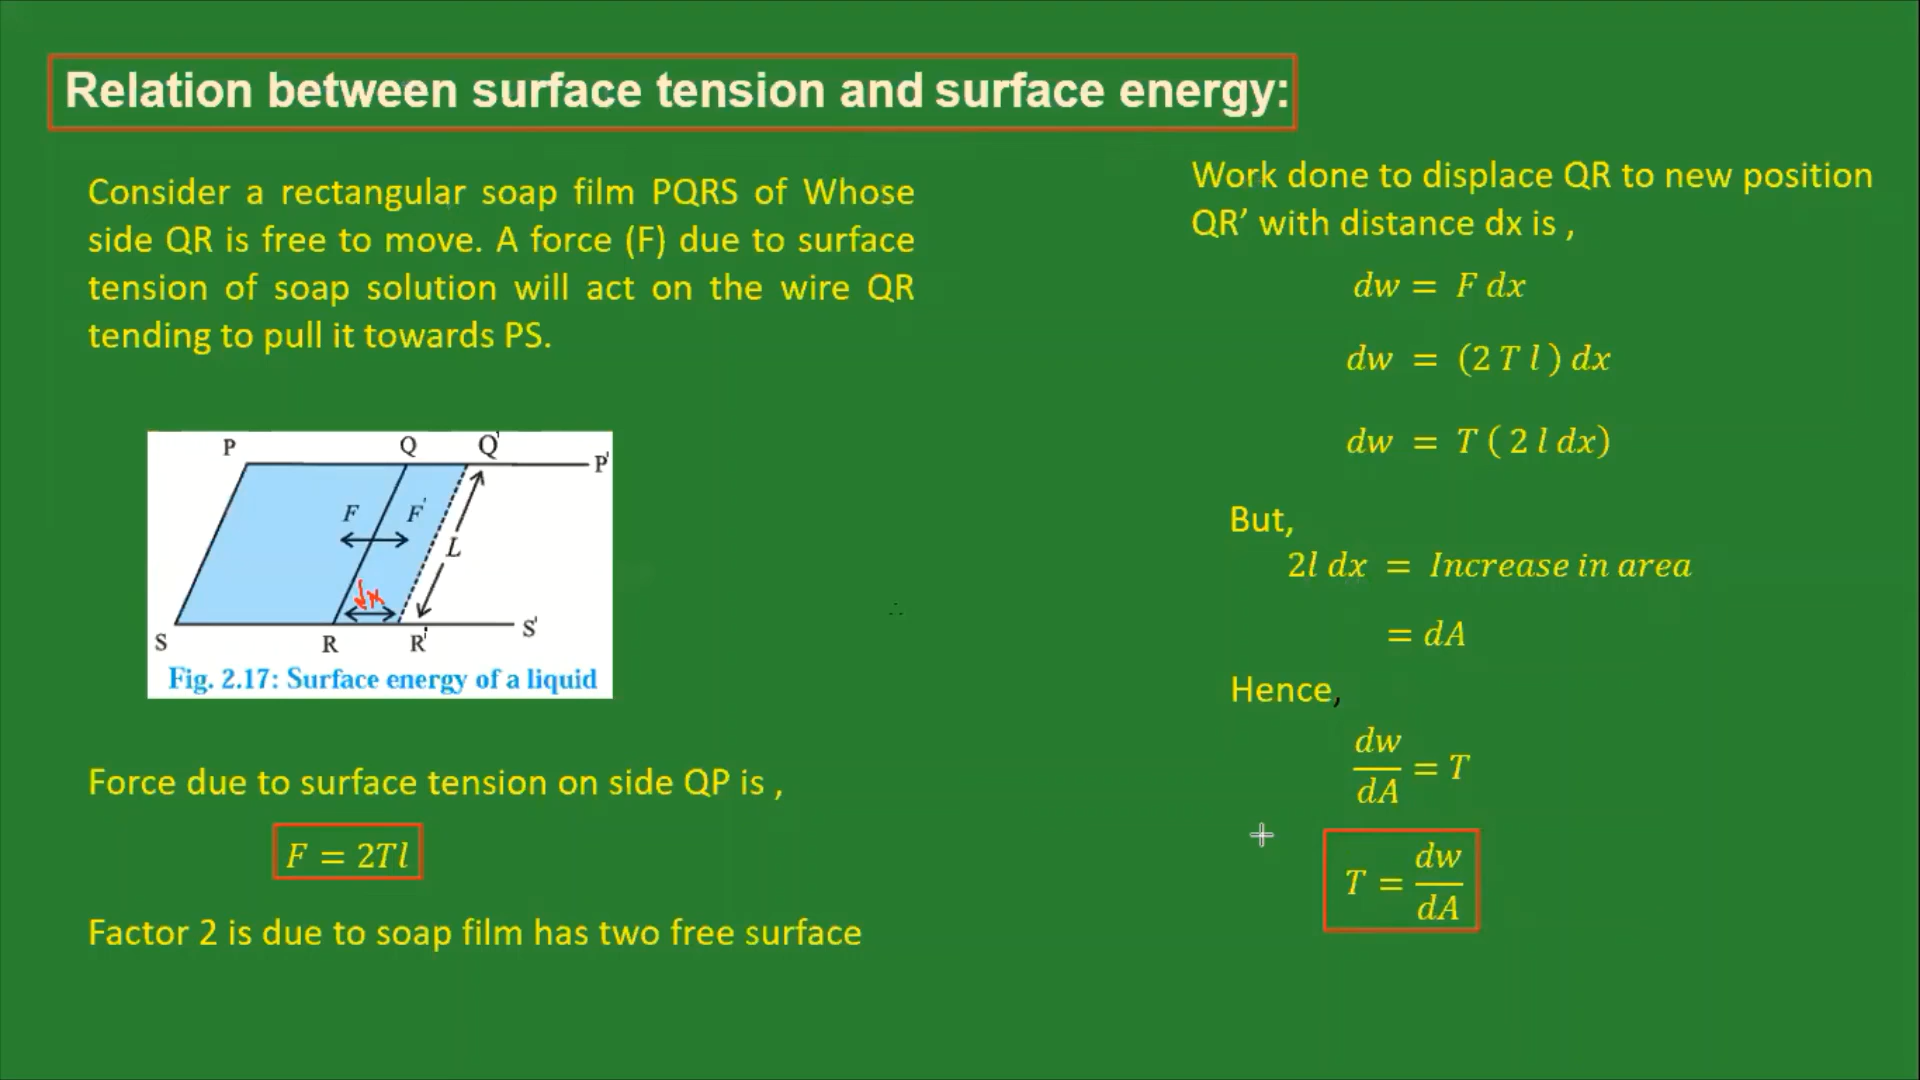 Relation between surface tension and surface energy:
Consider a rectangular soap film PQRS of Whose
side QR is free to move. A force (F) due to surface
tension of soap solution will act on the wire QR
tending to pull it towards PS.
P Q Q' P'
F F'
L
dx
S R R' S'
Fig. 2.17: Surface energy of a liquid
Force due to surface tension on side QP is ,
F = 2Tl
Factor 2 is due to soap film has two free surface
Work done to displace QR to new position
QR’ with distance dx is ,
dw = F dx
dw = (2 T l ) dx
dw = T ( 2 l dx)
But,
2l dx = Increase in area
= dA
Hence,
dw/dA = T
T = dw/dA